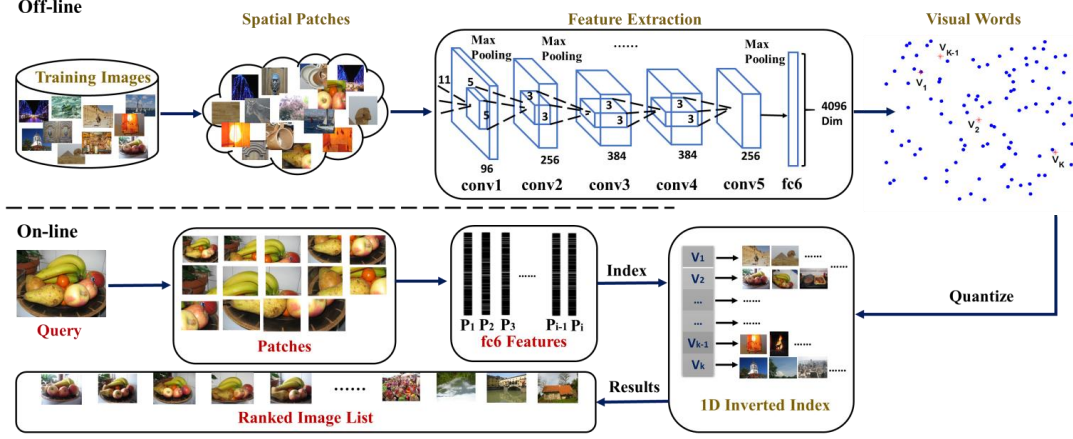 Off-line
Spatial Patches
Feature Extraction
Visual Words
Training Images
Max Pooling
Max Pooling
......
Max Pooling
11
5
5
3
3
3
3
3
3
96
256
384
384
256
4096 Dim
conv1 conv2 conv3 conv4 conv5 fc6
VK-1
V1
V2
VK
On-line
Query
Patches
P1 P2 P3 ...... Pi-1 Pi
fc6 Features
Index
V1 ......
V2 ......
... ......
... ......
Vk-1 ......
Vk ......
1D Inverted Index
Quantize
Results
......
Ranked Image List